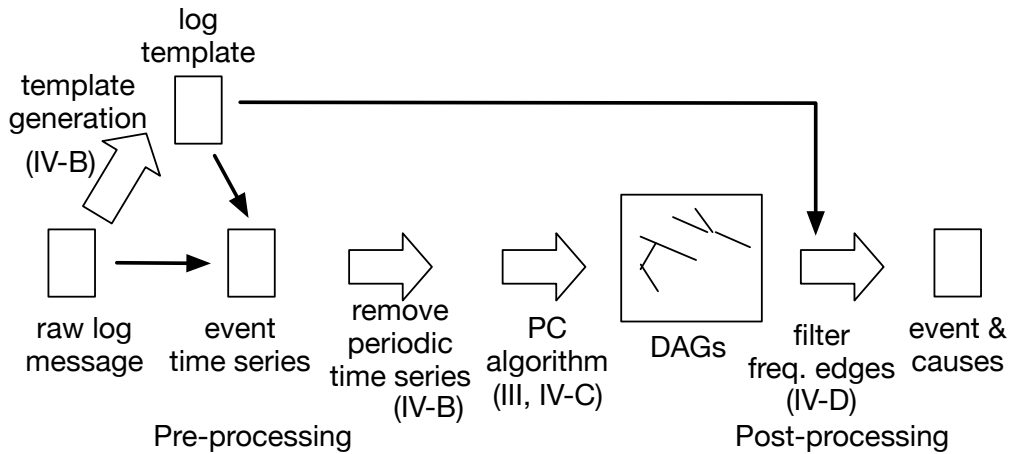 log
template
template
generation
(IV-B)
raw log
message
event
time series
remove
periodic
time series
(IV-B)
PC
algorithm
(III, IV-C)
DAGs
filter
freq. edges
(IV-D)
event &
causes
Pre-processing
Post-processing